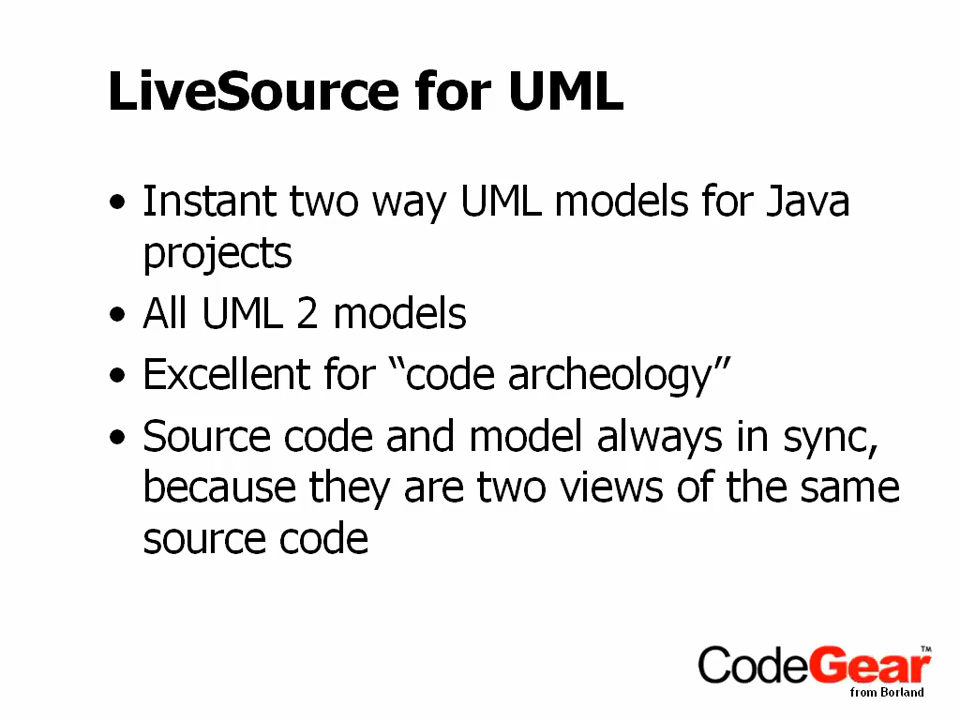 LiveSource for UML
• Instant two way UML models for Java
projects
• All UML 2 models
• Excellent for “code archeology”
• Source code and model always in sync,
because they are two views of the same
source code
CodeGear™
from Borland